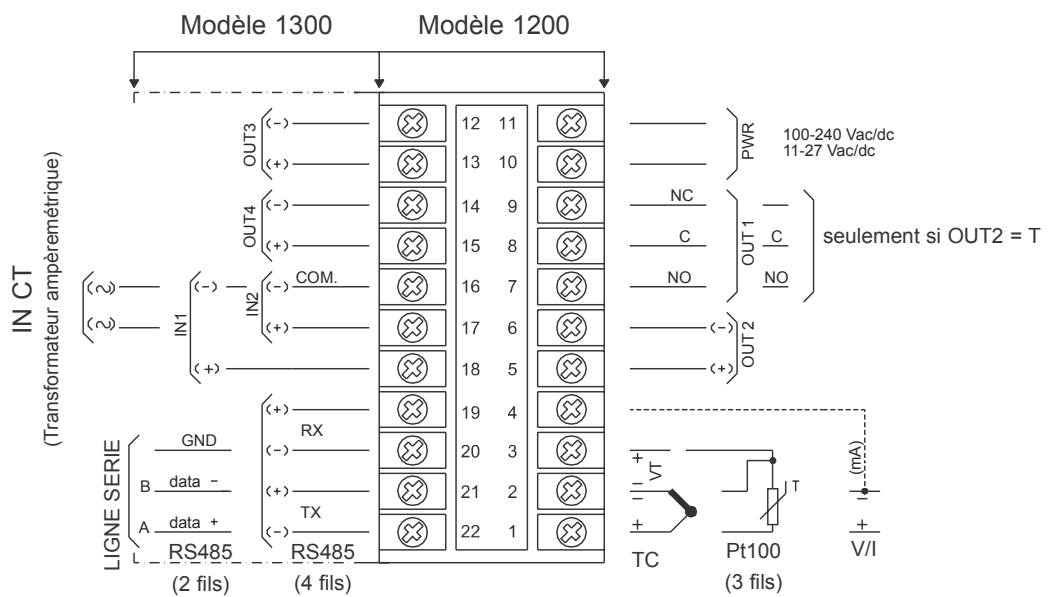 Modèle 1300 Modèle 1200
OUT3 (-) 12 11 PWR 100-240 Vac/dc
(+) 13 10 11-27 Vac/dc
OUT4 (-) 14 9 NC OUT 1
(+) 15 8 C C seulement si OUT2 = T
IN CT
(Transformateur ampèremétrique)
(~) IN1 (-) IN2 (-) COM. 16 7 NO NO
(~) (+) 17 6 (-) OUT2
(+) 18 5 (+)
LIGNE SERIE
(+) RX 19 4 (mA)
GND (-) 20 3 + VT
B data - (+) TX 21 2 - - T -
A data + (-) 22 1 + +
RS485 RS485 TC Pt100 V/I
(2 fils) (4 fils) (3 fils)